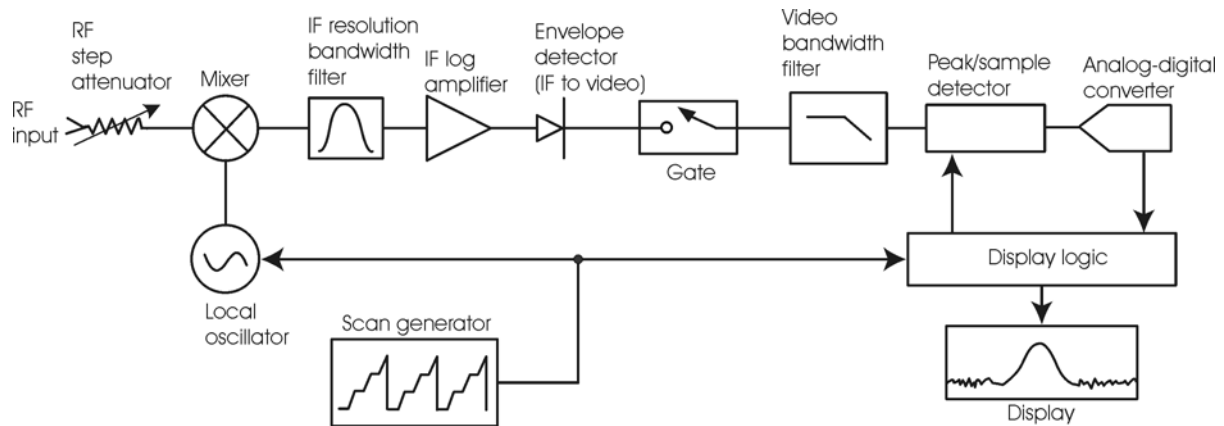 RF
step
attenuator
RF
input
Mixer
IF resolution
bandwidth
filter
IF log
amplifier
Envelope
detector
(IF to video)
Gate
Video
bandwidth
filter
Peak/sample
detector
Analog-digital
converter
Local
oscillator
Scan generator
Display logic
Display